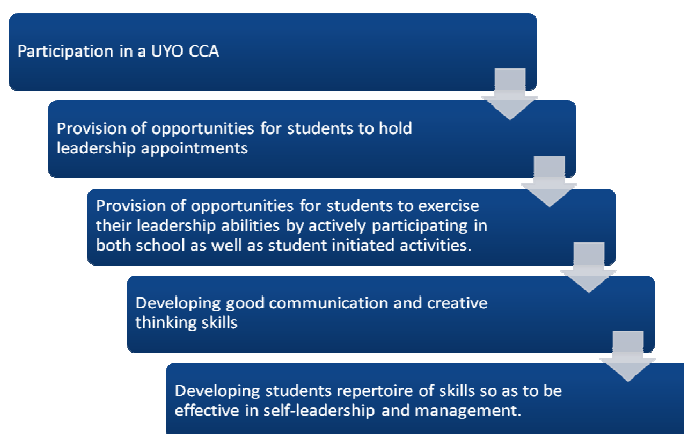 Participation in a UYO CCA
Provision of opportunities for students to hold
leadership appointments
Provision of opportunities for students to exercise
their leadership abilities by actively participating in
both school as well as student initiated activities.
Developing good communication and creative
thinking skills
Developing students repertoire of skills so as to be
effective in self-leadership and management.